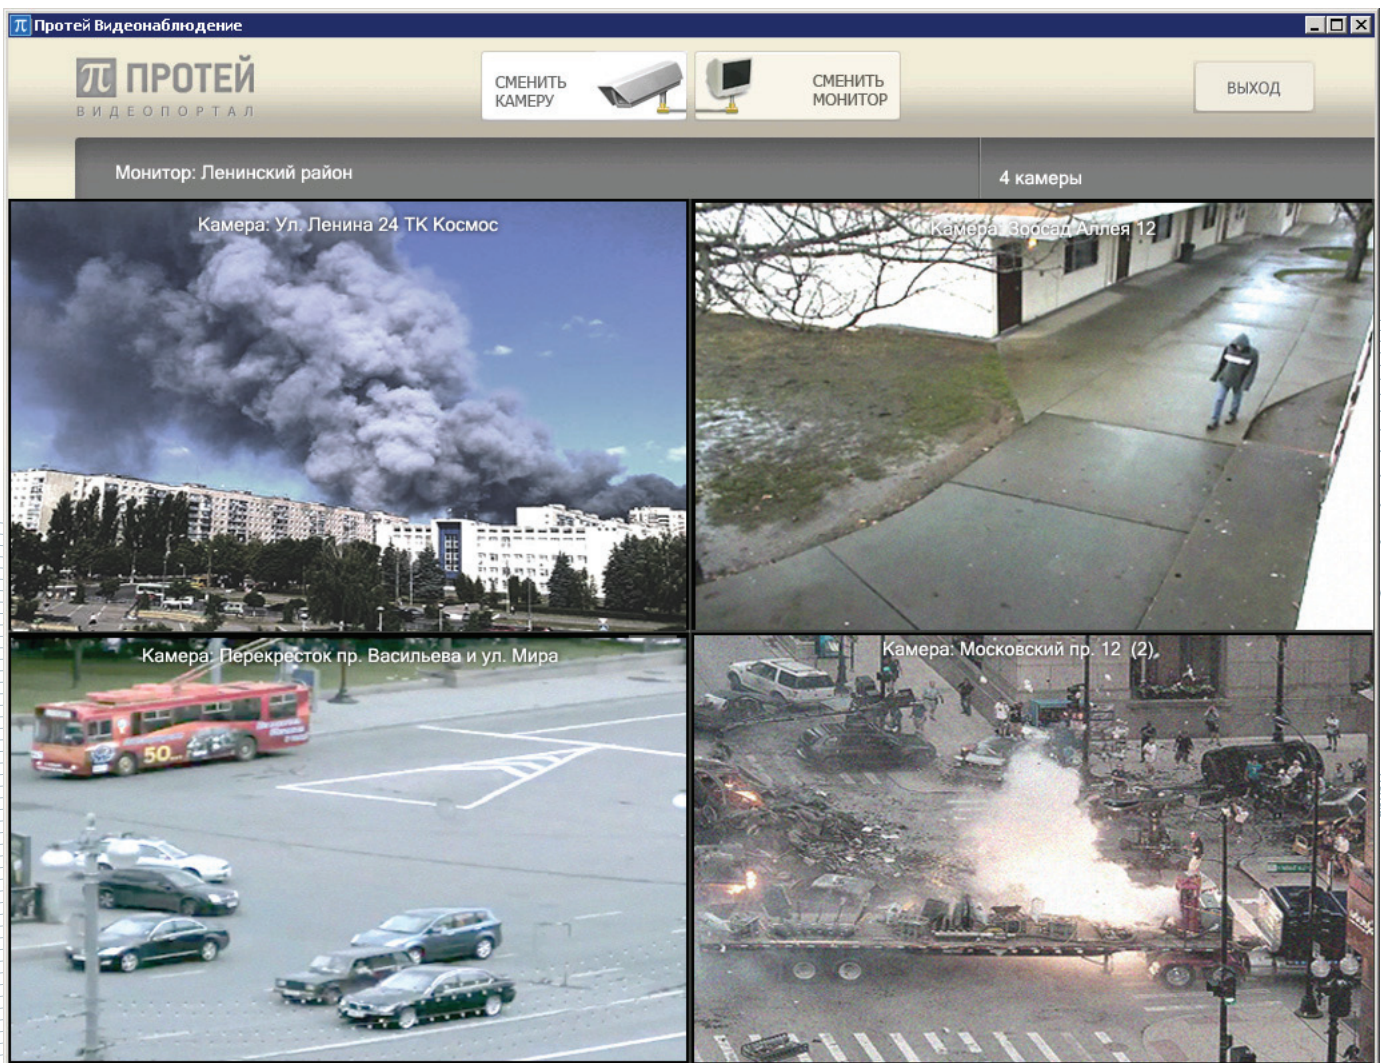 π Протей Видеонаблюдение
π ПРОТЕЙ
ВИДЕОПОРТАЛ
СМЕНИТЬ
КАМЕРУ
СМЕНИТЬ
МОНИТОР
ВЫХОД
Монитор: Ленинский район
4 камеры
Камера: Ул. Ленина 24 ТК Космос
Камера: Зоосад Аллея 12
Камера: Перекресток пр. Васильева и ул. Мира
50
Камера: Московский пр. 12 (2)